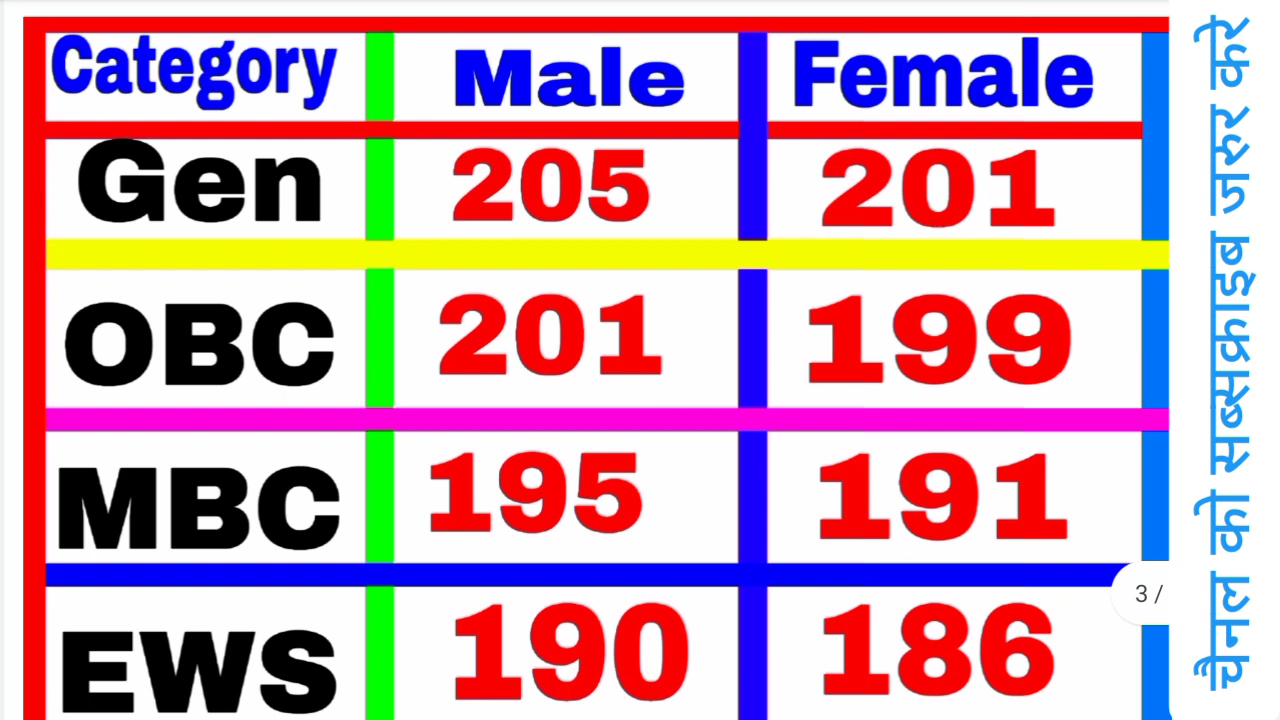 Category Male Female
Gen 205 201
OBC 201 199
MBC 195 191
EWS 190 186
3 /
चैनल को सब्सक्राइब जरुर करे